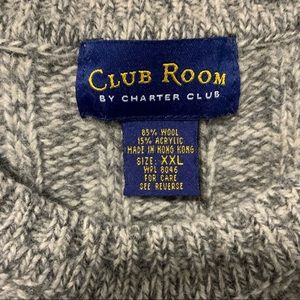 CLUB ROOM
BY CHARTER CLUB
85% WOOL
15% ACRYLIC
MADE IN HONG KONG
SIZE: XXL
WPL 8046
FOR CARE
SEE REVERSE